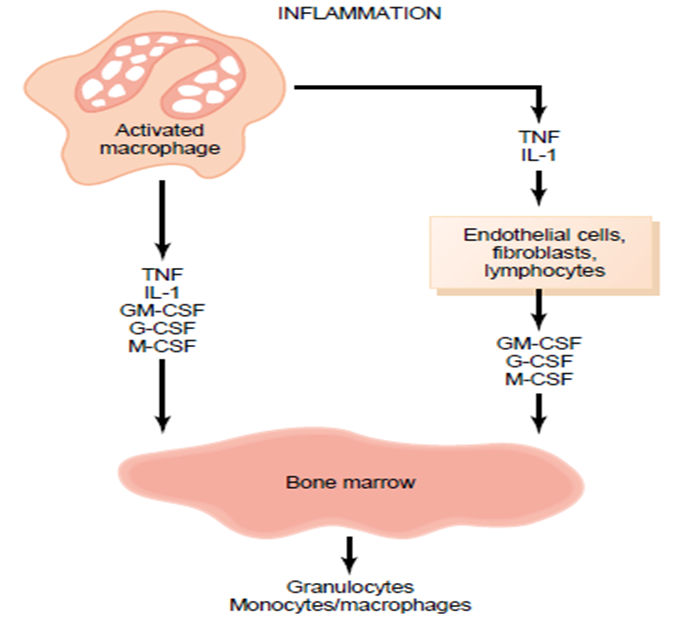 INFLAMMATION
Activated
macrophage
TNF
IL-1
GM-CSF
G-CSF
M-CSF
TNF
IL-1
Endothelial cells,
fibroblasts,
lymphocytes
GM-CSF
G-CSF
M-CSF
Bone marrow
Granulocytes
Monocytes/macrophages